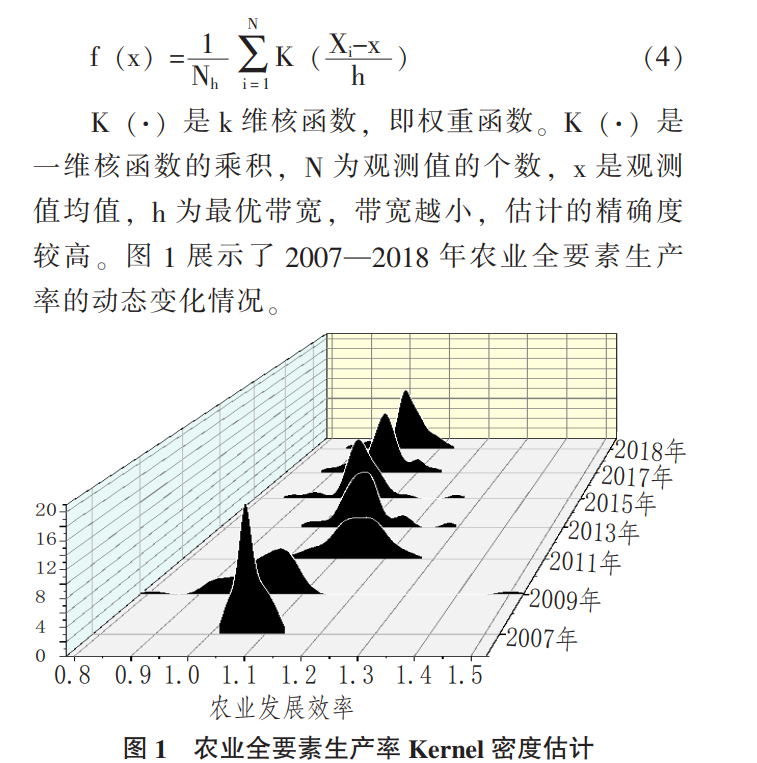 f（x）=1/N_h ∑_{i=1}^{N} K（(X_i-x)/h） （4）
K（·）是 k 维核函数，即权重函数。K（·）是
一维核函数的乘积，N 为观测值的个数，x 是观测
值均值，h 为最优带宽，带宽越小，估计的精确度
较高。图 1 展示了 2007—2018 年农业全要素生产
率的动态变化情况。
2018年
2017年
2015年
2013年
2011年
2009年
2007年
20
16
12
8
4
0
0.8 0.9 1.0 1.1 1.2 1.3 1.4 1.5
农业发展效率
图 1 农业全要素生产率 Kernel 密度估计